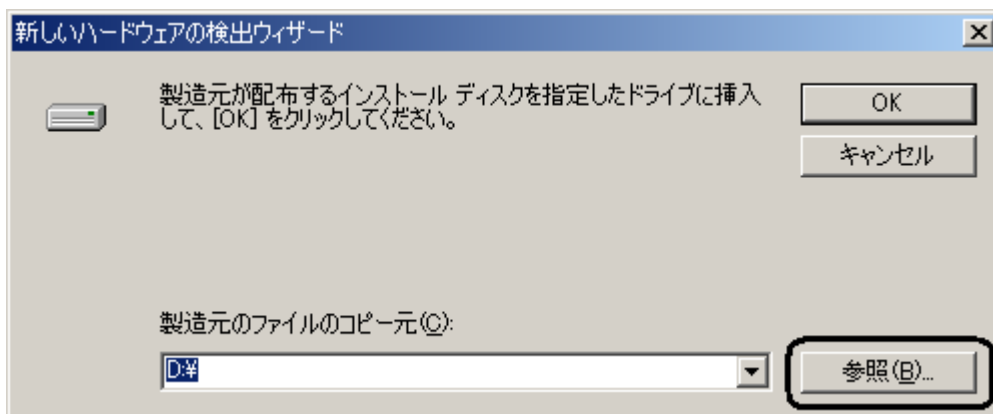 新しいハードウェアの検出ウィザード
製造元が配布するインストール ディスクを指定したドライブに挿入
して、[OK] をクリックしてください。
OK
キャンセル
製造元のファイルのコピー元(C):
D:¥
参照(B)...